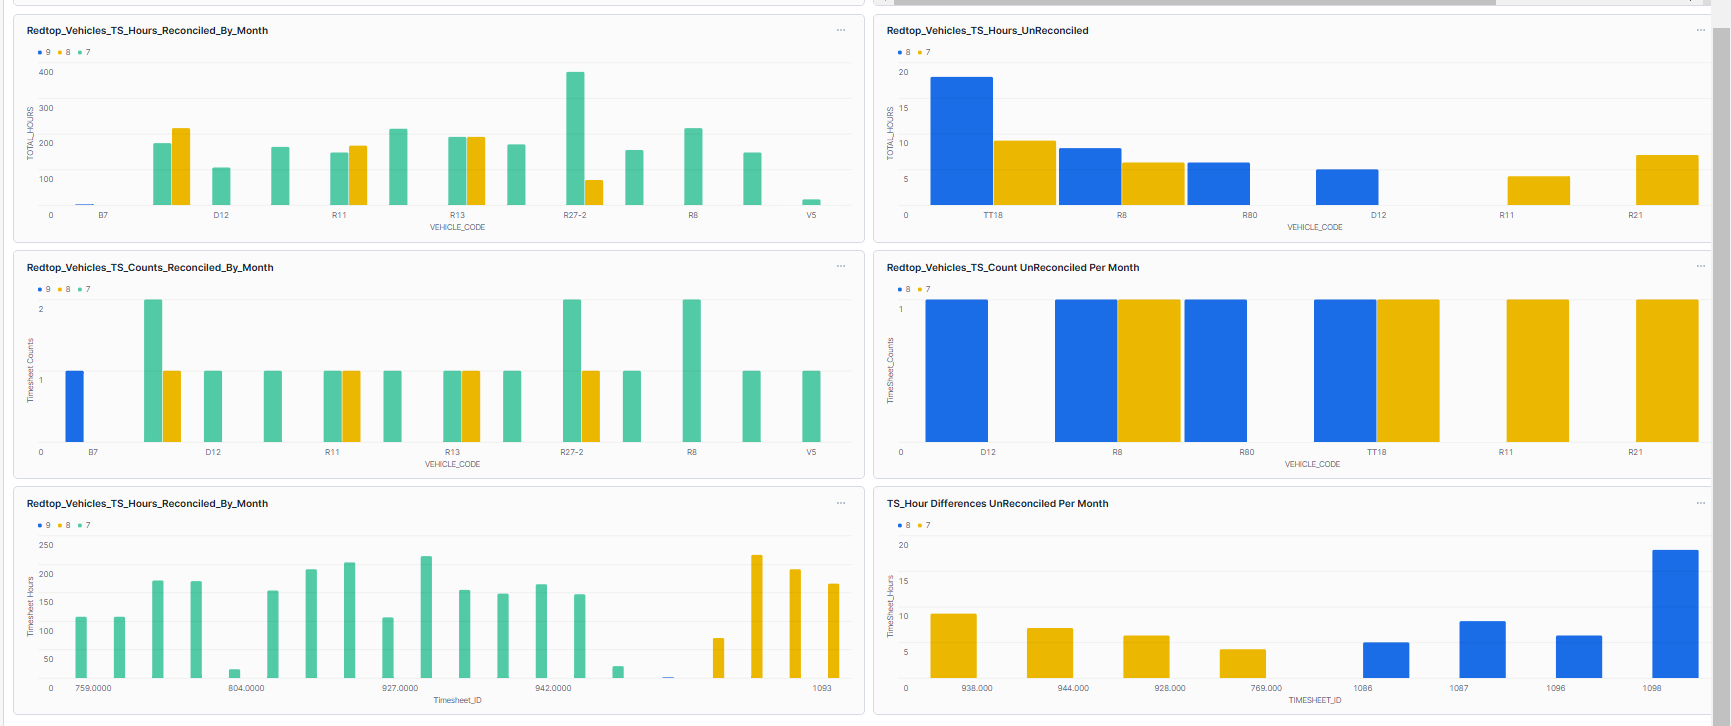 Redtop_Vehicles_TS_Hours_Reconciled_By_Month
...
9 8 7
400
300
200
100
0
TOTAL_HOURS
B7 D12 R11 R13 R27-2 R8 V5
VEHICLE_CODE
Redtop_Vehicles_TS_Hours_UnReconciled
...
8 7
20
15
10
5
0
TOTAL_HOURS
TT18 R8 R80 D12 R11 R21
VEHICLE_CODE
Redtop_Vehicles_TS_Counts_Reconciled_By_Month
...
9 8 7
2
1
0
Timesheet Counts
B7 D12 R11 R13 R27-2 R8 V5
VEHICLE_CODE
Redtop_Vehicles_TS_Count UnReconciled Per Month
...
8 7
1
0
TimeSheet_Counts
D12 R8 R80 TT18 R11 R21
VEHICLE_CODE
Redtop_Vehicles_TS_Hours_Reconciled_By_Month
...
9 8 7
250
200
150
100
50
0
Timesheet Hours
759.0000 804.0000 927.0000 942.0000 1093
Timesheet_ID
TS_Hour Differences UnReconciled Per Month
...
8 7
20
15
10
5
0
TimeSheet_Hours
938.000 944.000 928.000 769.000 1086 1087 1096 1098
TIMESHEET_ID